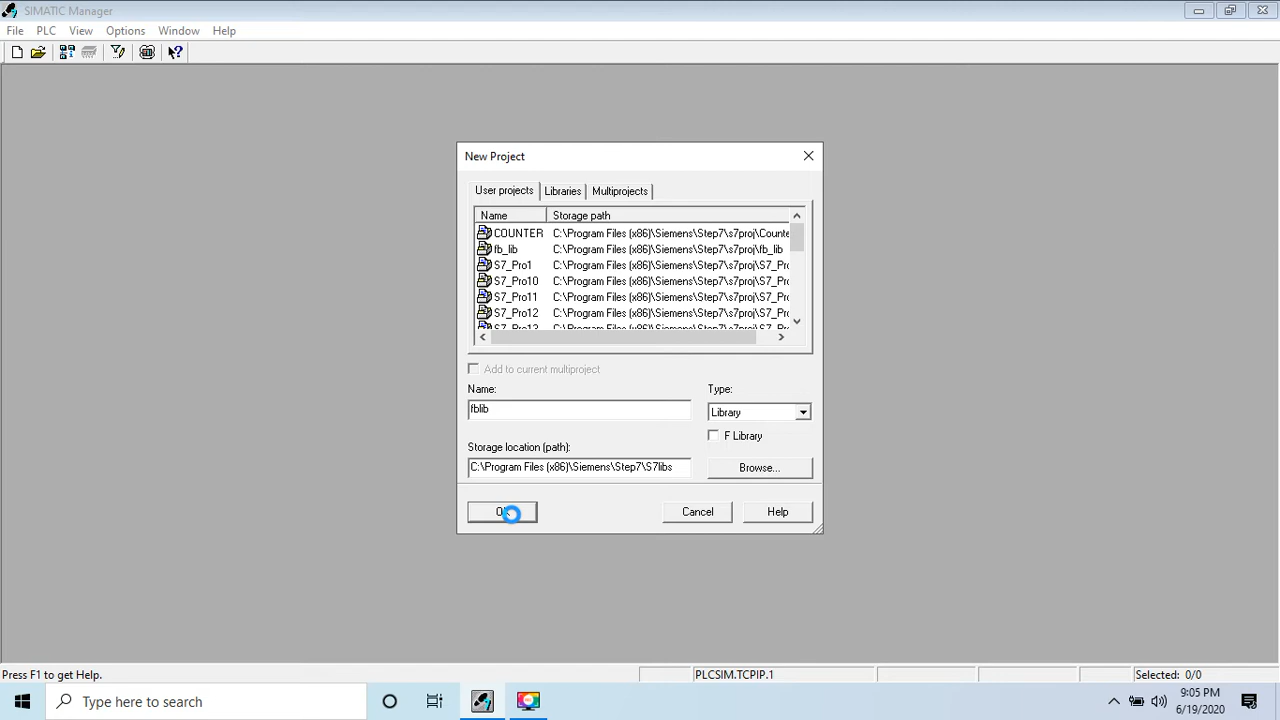 SIMATIC Manager
File PLC View Options Window Help
New Project
User projects Libraries Multiprojects
Name Storage path
COUNTER C:\Program Files (x86)\Siemens\Step7\s7proj\Counte
fb_lib C:\Program Files (x86)\Siemens\Step7\s7proj\fb_lib
S7_Pro1 C:\Program Files (x86)\Siemens\Step7\s7proj\S7_Pro
S7_Pro10 C:\Program Files (x86)\Siemens\Step7\s7proj\S7_Pro
S7_Pro11 C:\Program Files (x86)\Siemens\Step7\s7proj\S7_Pro
S7_Pro12 C:\Program Files (x86)\Siemens\Step7\s7proj\S7_Pro
Add to current multiproject
Name: Type:
fblib Library
F Library
Storage location (path):
C:\Program Files (x86)\Siemens\Step7\S7libs Browse...
Cancel Help
Press F1 to get Help. PLCSIM.TCPIP.1 Selected: 0/0
Type here to search
9:05 PM
6/19/2020